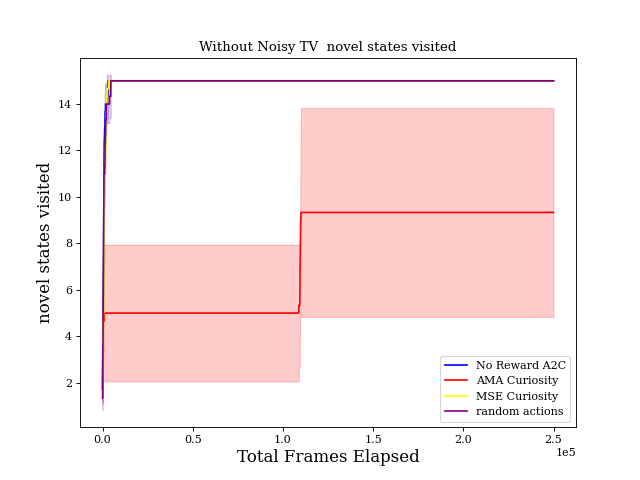 Without Noisy TV novel states visited
novel states visited
14
12
10
8
6
4
2
0.0
0.5
1.0
1.5
2.0
2.5
1e5
Total Frames Elapsed
No Reward A2C
AMA Curiosity
MSE Curiosity
random actions